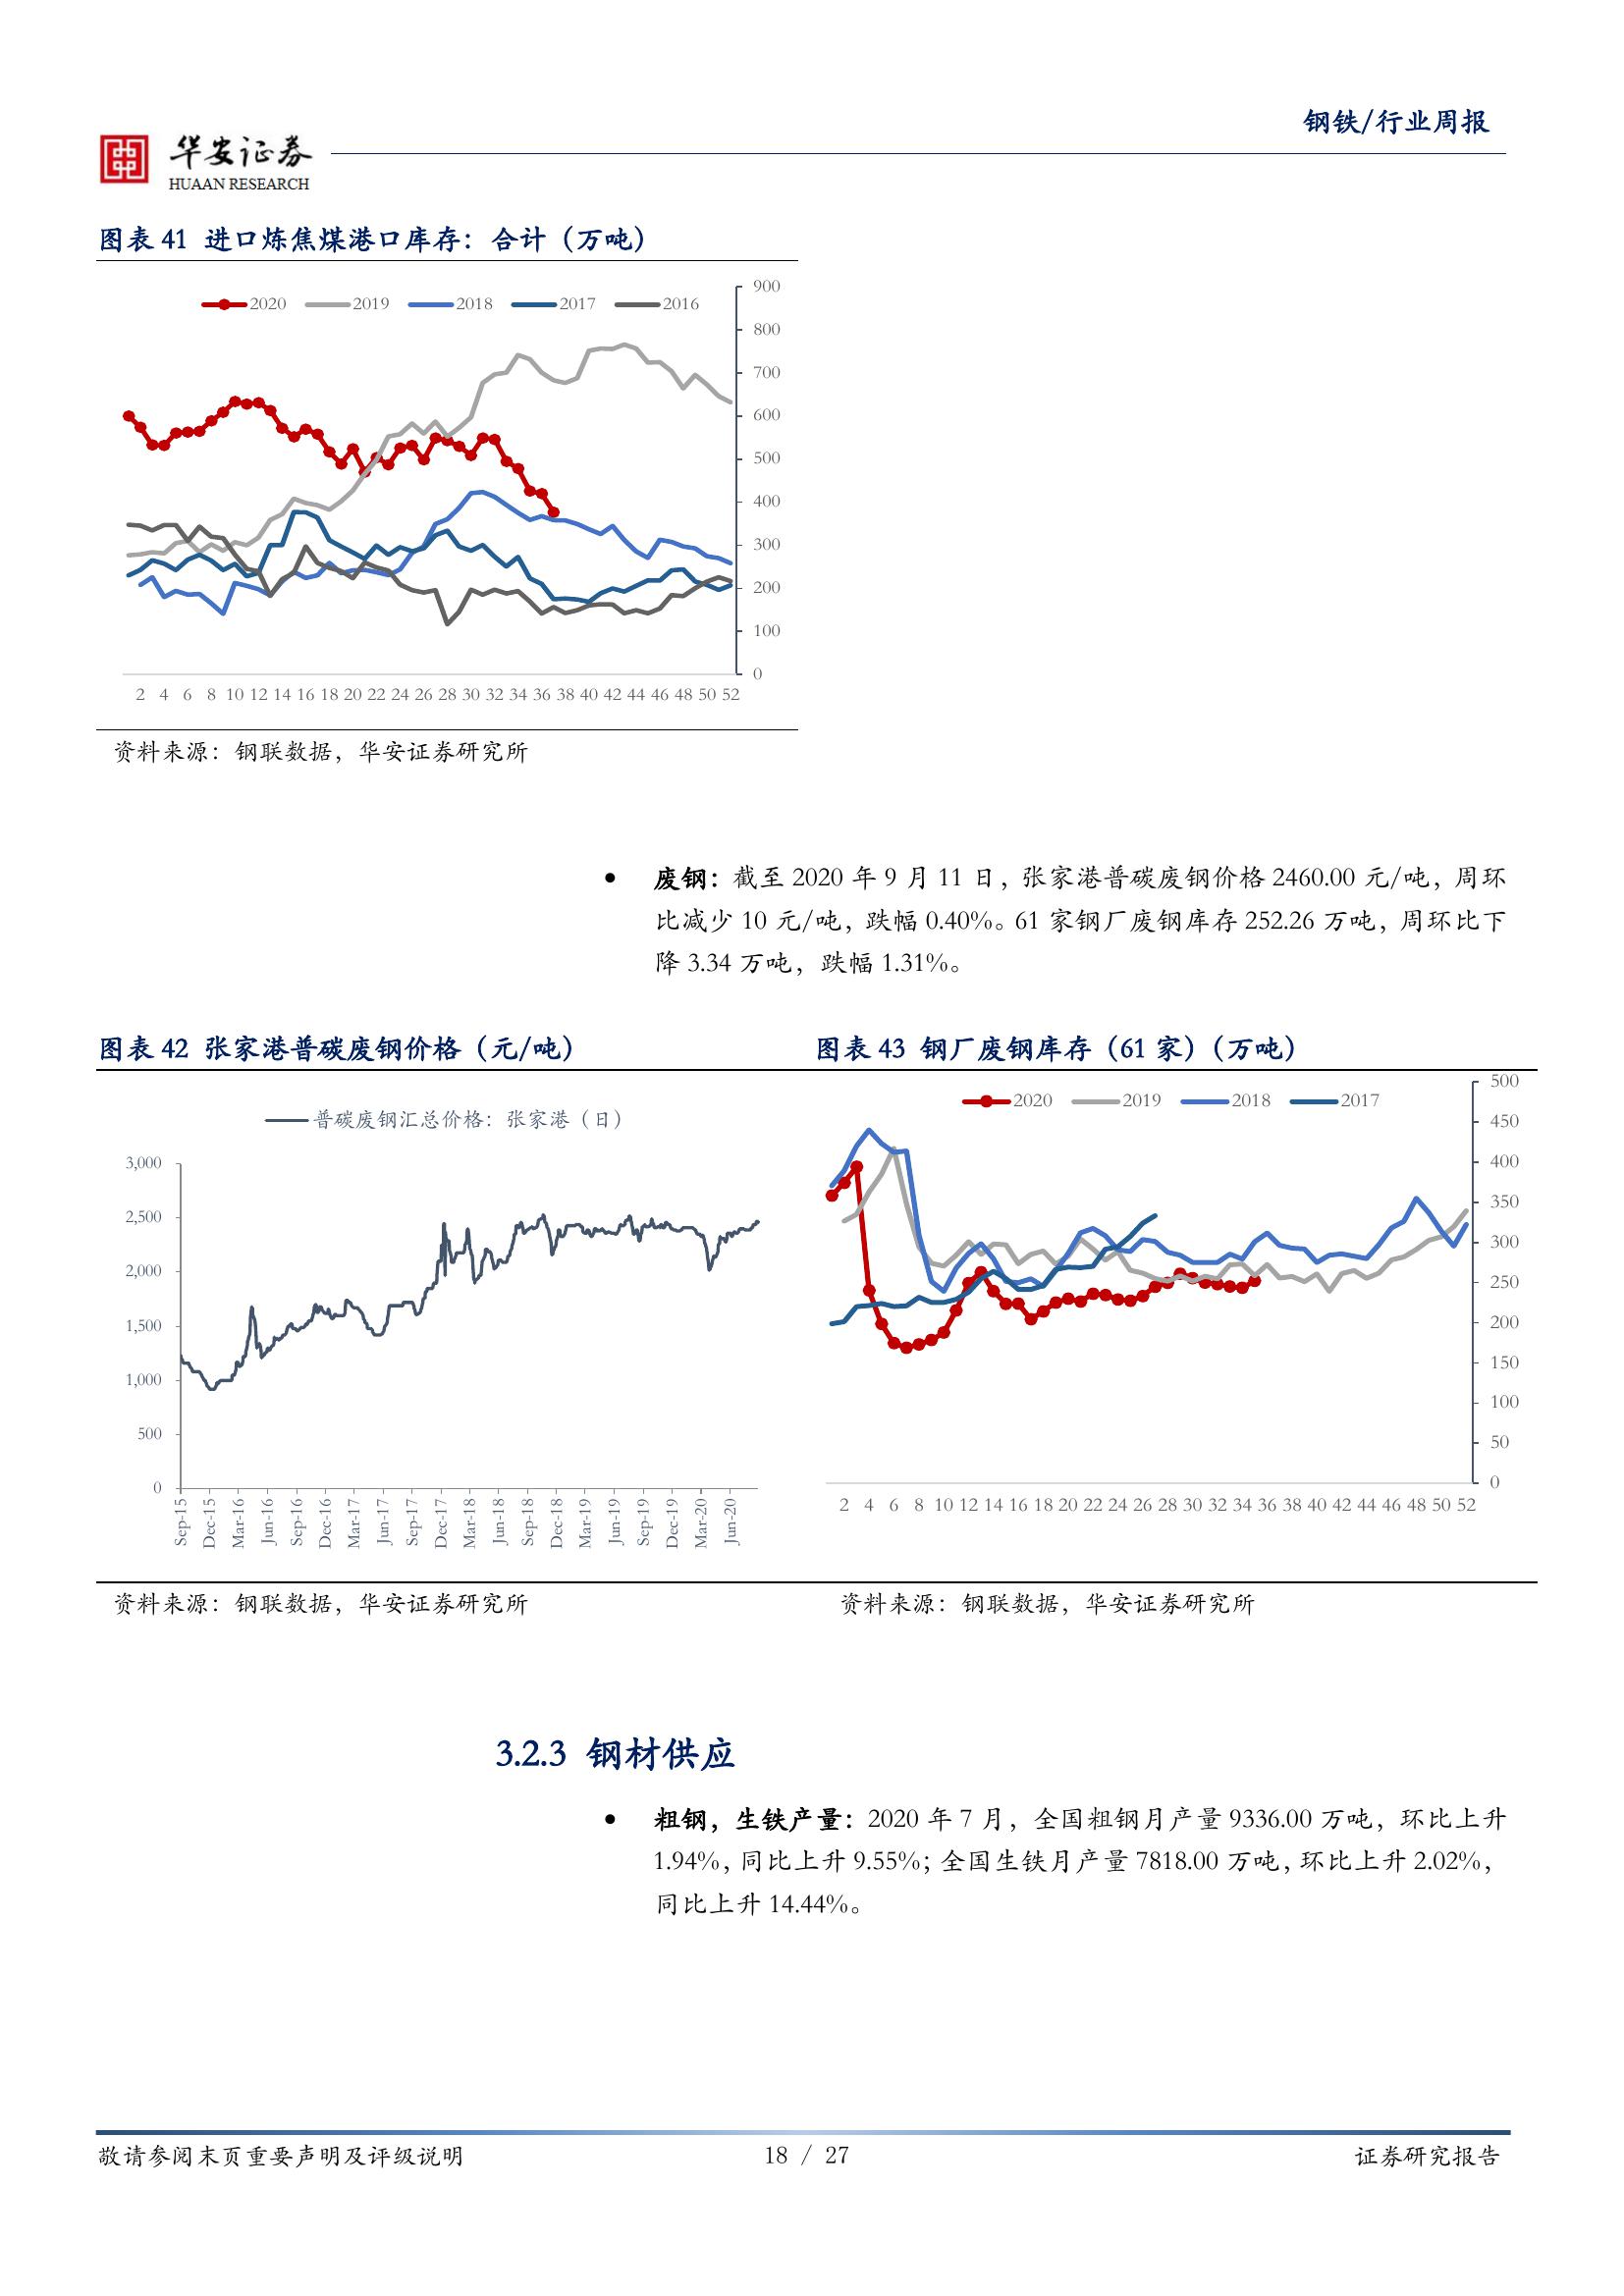 钢铁/行业周报
华安证券
HUAAN RESEARCH
图表 41 进口炼焦煤港口库存：合计（万吨）
2020 2019 2018 2017 2016
900
800
700
600
500
400
300
200
100
0
2 4 6 8 10 12 14 16 18 20 22 24 26 28 30 32 34 36 38 40 42 44 46 48 50 52
资料来源：钢联数据，华安证券研究所
• 废钢：截至 2020 年 9 月 11 日，张家港普碳废钢价格 2460.00 元/吨，周环
比减少 10 元/吨，跌幅 0.40%。61 家钢厂废钢库存 252.26 万吨，周环比下
降 3.34 万吨，跌幅 1.31%。
图表 42 张家港普碳废钢价格（元/吨）
普碳废钢汇总价格：张家港（日）
3,000
2,500
2,000
1,500
1,000
500
0
Sep-15 Dec-15 Mar-16 Jun-16 Sep-16 Dec-16 Mar-17 Jun-17 Sep-17 Dec-17 Mar-18 Jun-18 Sep-18 Dec-18 Mar-19 Jun-19 Sep-19 Dec-19 Mar-20 Jun-20
资料来源：钢联数据，华安证券研究所
图表 43 钢厂废钢库存（61 家）（万吨）
2020 2019 2018 2017
500
450
400
350
300
250
200
150
100
50
0
2 4 6 8 10 12 14 16 18 20 22 24 26 28 30 32 34 36 38 40 42 44 46 48 50 52
资料来源：钢联数据，华安证券研究所
3.2.3 钢材供应
• 粗钢，生铁产量：2020 年 7 月，全国粗钢月产量 9336.00 万吨，环比上升
1.94%，同比上升 9.55%；全国生铁月产量 7818.00 万吨，环比上升 2.02%，
同比上升 14.44%。
敬请参阅末页重要声明及评级说明
18 / 27
证券研究报告